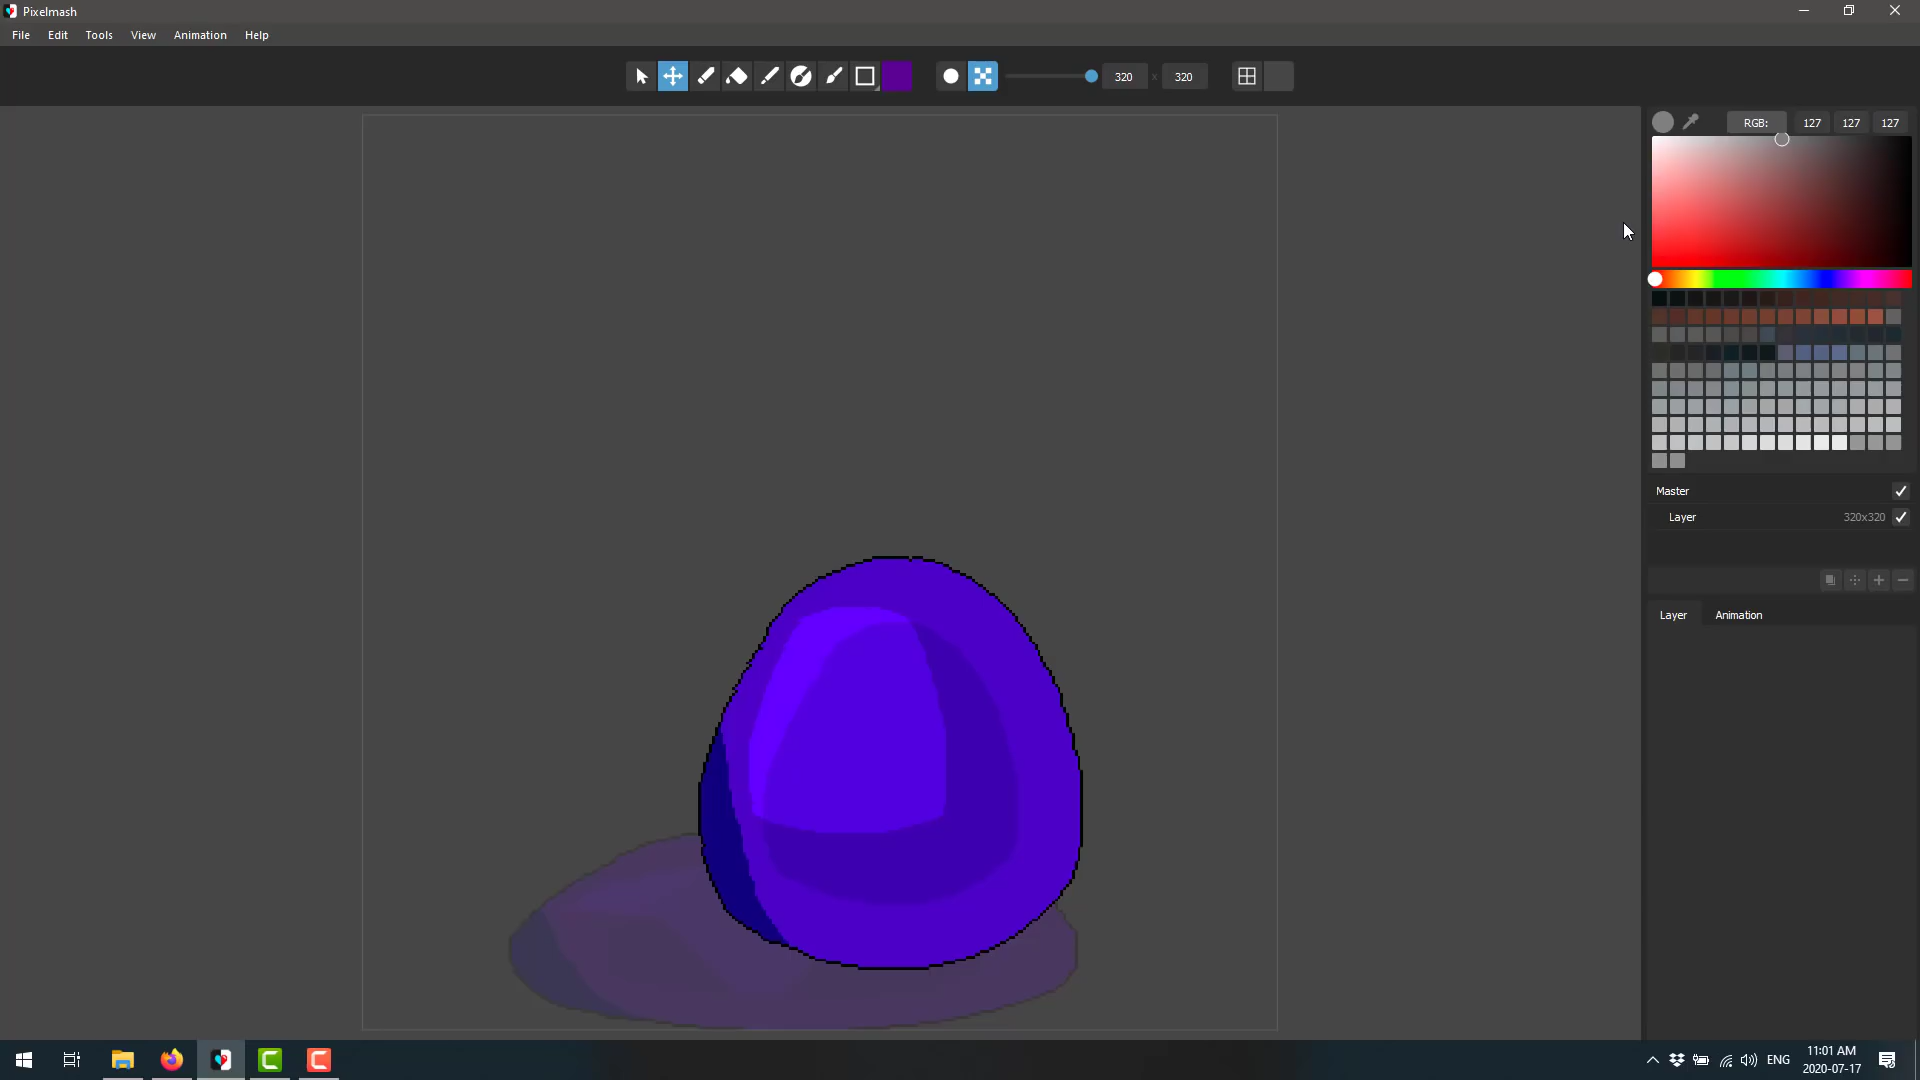 Pixelmash
File Edit Tools View Animation Help
320 x 320
RGB: 127 127 127
Master
Layer 320x320
Layer Animation
ENG
11:01 AM
2020-07-17